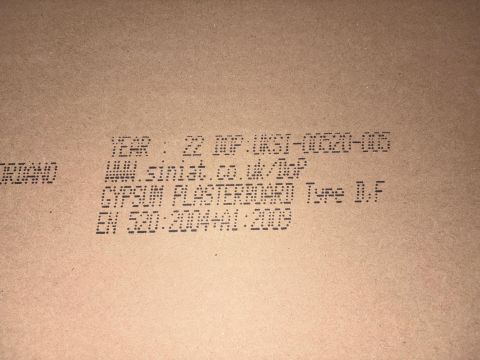 YEAR : 22 DOP:UKSI-00520-005
WWW.siniat.co.uk/DoP
ORIANO
GYPSUM PLASTERBOARD Type D.F
EN 520:2004+A1:2009